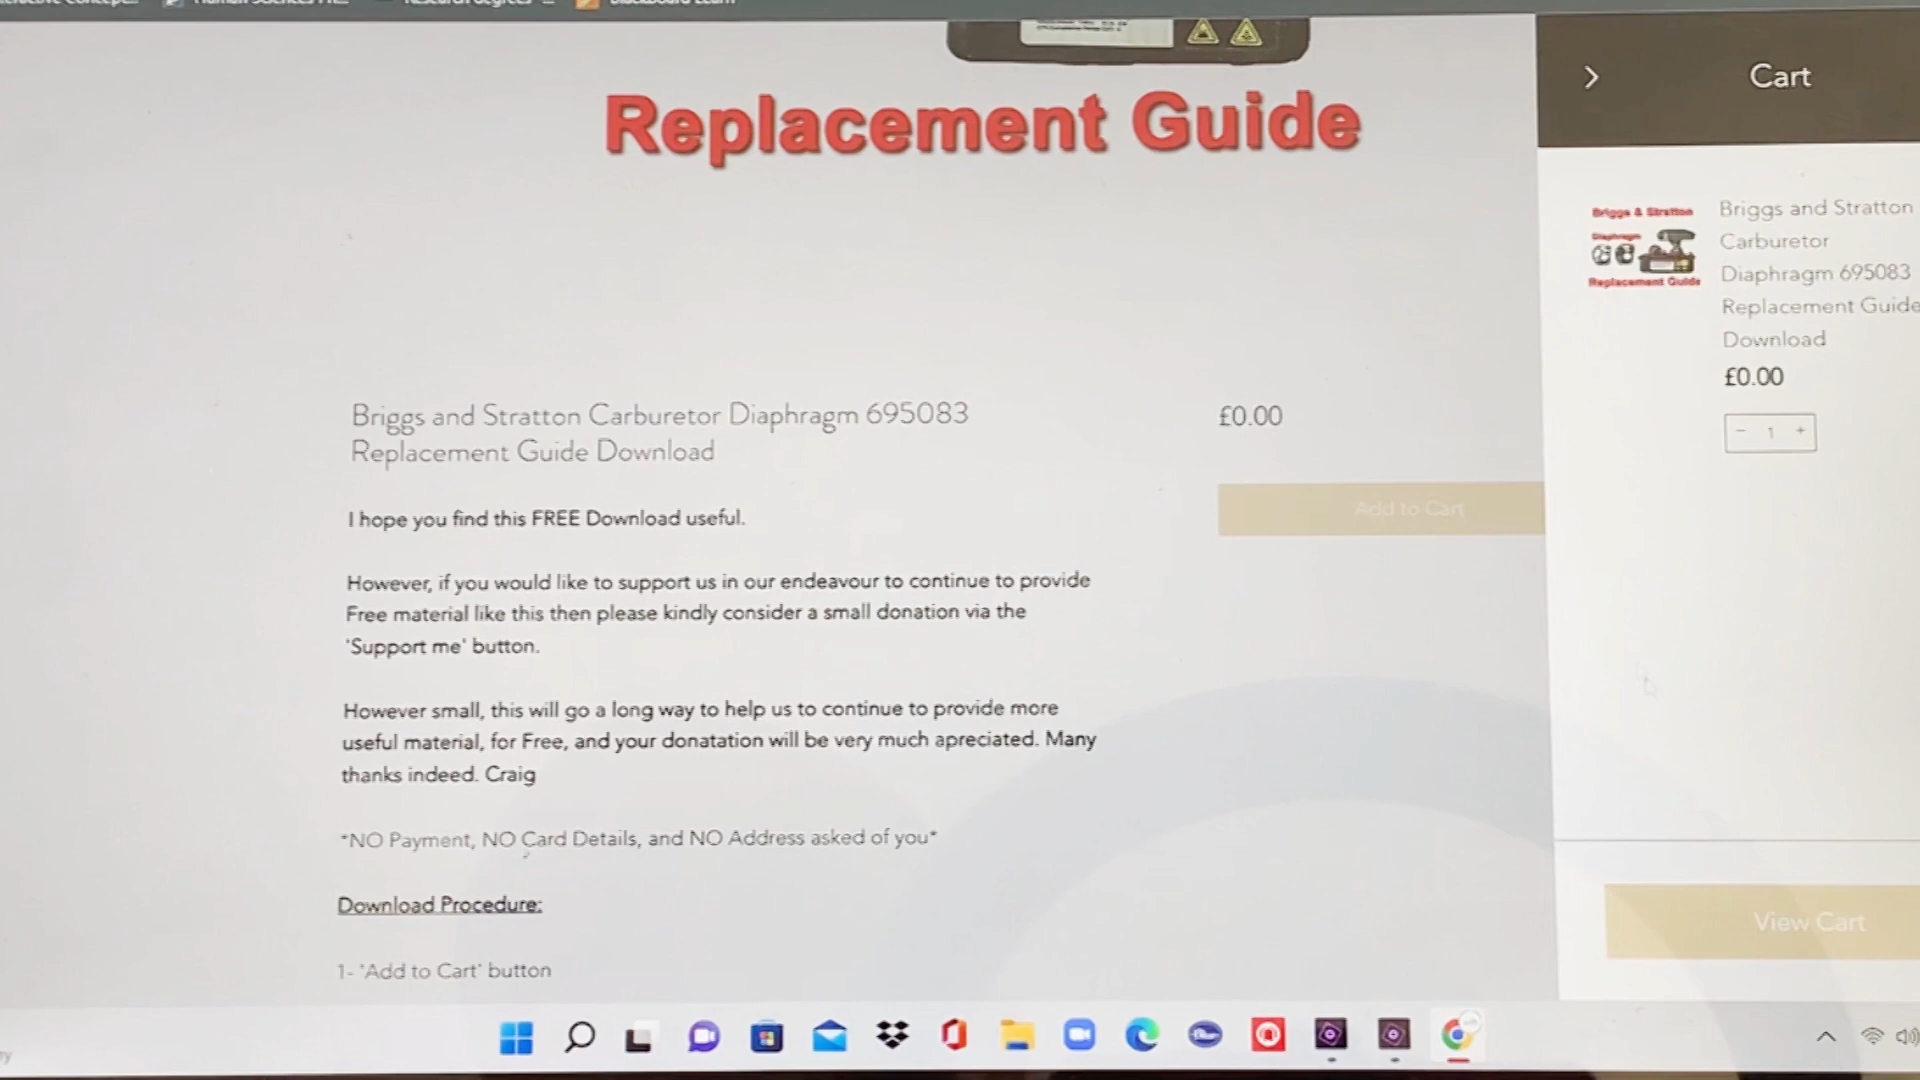 Replacement Guide
Cart
Briggs & Stratton
Diaphragm
Replacement Guide
Briggs and Stratton
Carburetor
Diaphragm 695083
Replacement Guide
Download
£0.00
- 1 +
Briggs and Stratton Carburetor Diaphragm 695083
Replacement Guide Download
£0.00
Add to Cart
I hope you find this FREE Download useful.
However, if you would like to support us in our endeavour to continue to provide
Free material like this then please kindly consider a small donation via the
'Support me' button.
However small, this will go a long way to help us to continue to provide more
useful material, for Free, and your donatation will be very much apreciated. Many
thanks indeed. Craig
*NO Payment, NO Card Details, and NO Address asked of you*
Download Procedure:
View Cart
1- 'Add to Cart' button